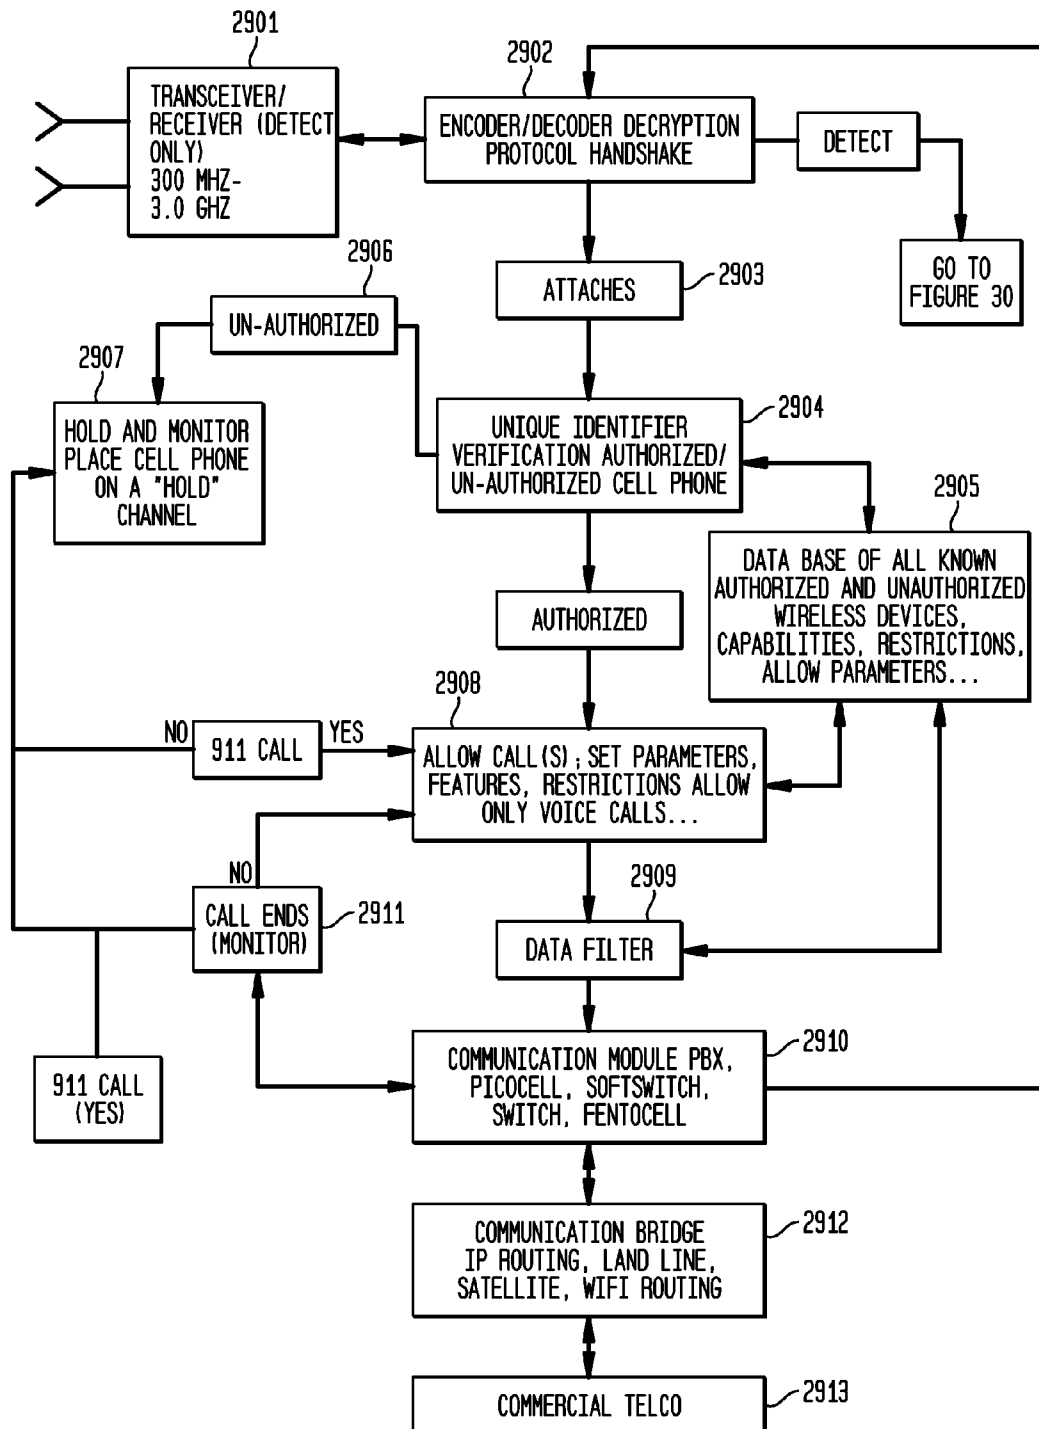 2901
TRANSCEIVER/
RECEIVER (DETECT
ONLY)
300 MHZ-
3.0 GHZ
2902
ENCODER/DECODER DECRYPTION
PROTOCOL HANDSHAKE
DETECT
GO TO
FIGURE 30
2903
ATTACHES
2906
UN-AUTHORIZED
2907
HOLD AND MONITOR
PLACE CELL PHONE
ON A "HOLD"
CHANNEL
2904
UNIQUE IDENTIFIER
VERIFICATION AUTHORIZED/
UN-AUTHORIZED CELL PHONE
2905
DATA BASE OF ALL KNOWN
AUTHORIZED AND UNAUTHORIZED
WIRELESS DEVICES,
CAPABILITIES, RESTRICTIONS,
ALLOW PARAMETERS...
AUTHORIZED
2908
ALLOW CALL(S); SET PARAMETERS,
FEATURES, RESTRICTIONS ALLOW
ONLY VOICE CALLS...
NO
911 CALL
YES
NO
CALL ENDS
(MONITOR)
2911
2909
DATA FILTER
911 CALL
(YES)
2910
COMMUNICATION MODULE PBX,
PICOCELL, SOFTSWITCH,
SWITCH, FENTOCELL
2912
COMMUNICATION BRIDGE
IP ROUTING, LAND LINE,
SATELLITE, WIFI ROUTING
2913
COMMERCIAL TELCO